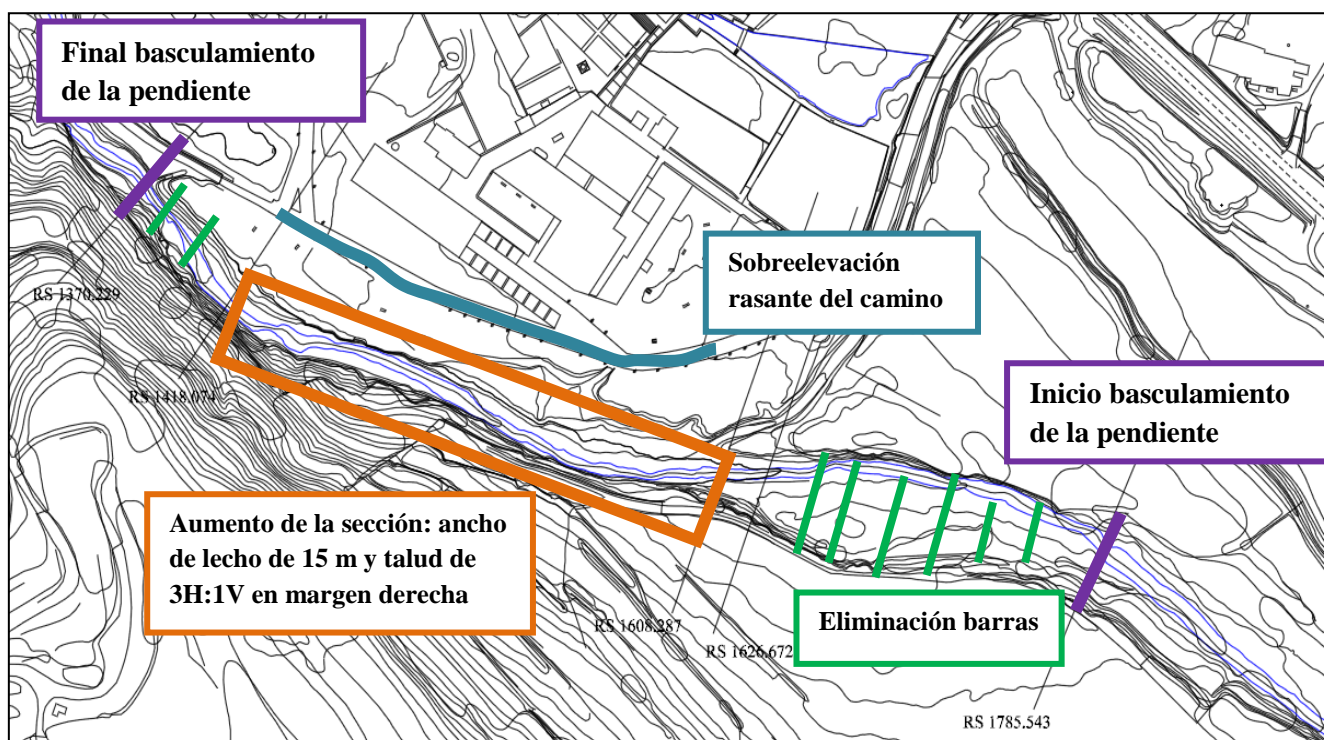 Final basculamiento
de la pendiente
Sobreelevación
rasante del camino
RS 1370.229
Inicio basculamiento
de la pendiente
RS 1418.074
Aumento de la sección: ancho
de lecho de 15 m y talud de
3H:1V en margen derecha
Eliminación barras
RS 1608.287
RS 1626.672
RS 1785.543